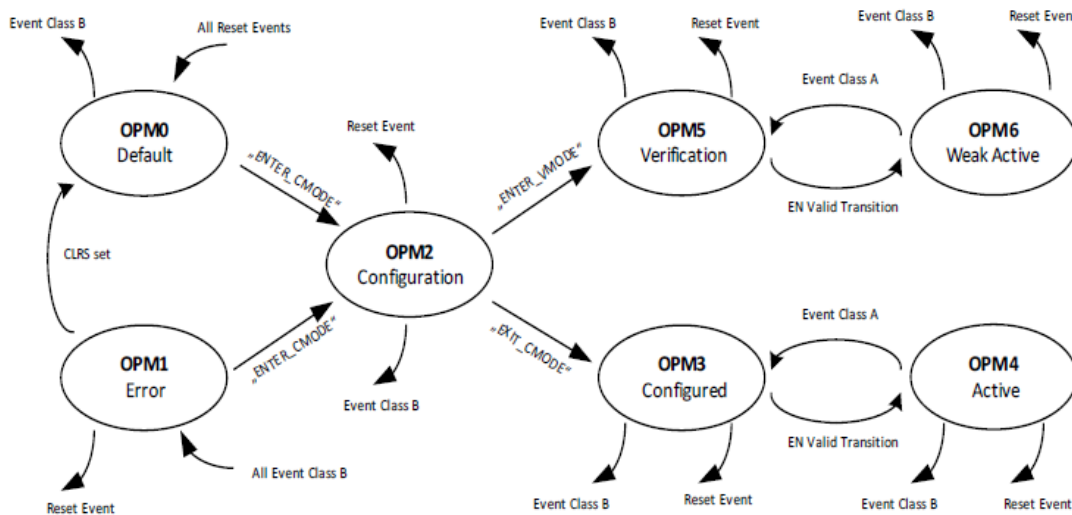 Event Class B
All Reset Events
Event Class B
Reset Event
Event Class B
Reset Event
Event Class A
OPM0
Default
Reset Event
OPM5
Verification
OPM6
Weak Active
„ENTER_CMODE“
„ENTER_VMODE“
EN Valid Transition
CLRS set
OPM2
Configuration
Event Class A
„ENTER_CMODE“
„EXIT_CMODE“
OPM1
Error
OPM3
Configured
OPM4
Active
Event Class B
EN Valid Transition
All Event Class B
Reset Event
Event Class B
Reset Event
Event Class B
Reset Event